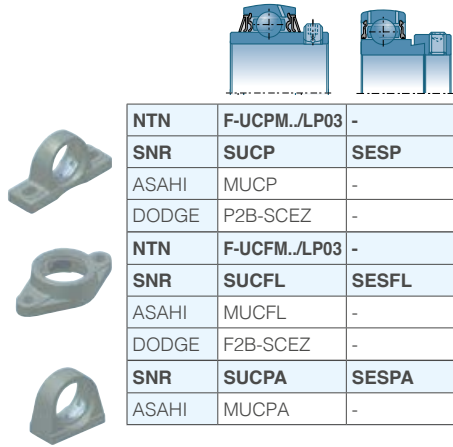 NTN F-UCPM../LP03 -
SNR SUCP SESP
ASAHI MUCP -
DODGE P2B-SCEZ -
NTN F-UCFM../LP03 -
SNR SUCFL SESFL
ASAHI MUCFL -
DODGE F2B-SCEZ -
SNR SUCPA SESPA
ASAHI MUCPA -